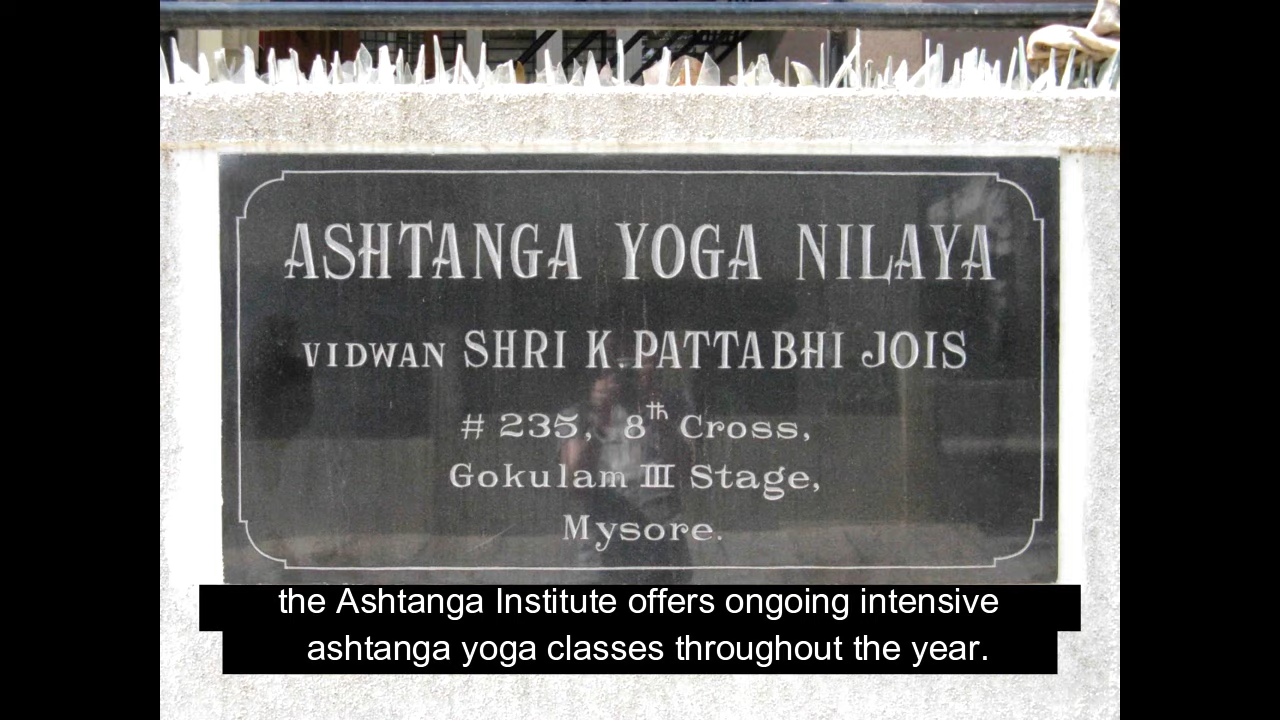 ASHTANGA YOGA NILAYA
VIDWAN SHRI K. PATTABHI JOIS
# 235, 8th Cross,
Gokulam III Stage,
Mysore.
the Ashtanga Institute offers ongoing intensive
ashtanga yoga classes throughout the year.